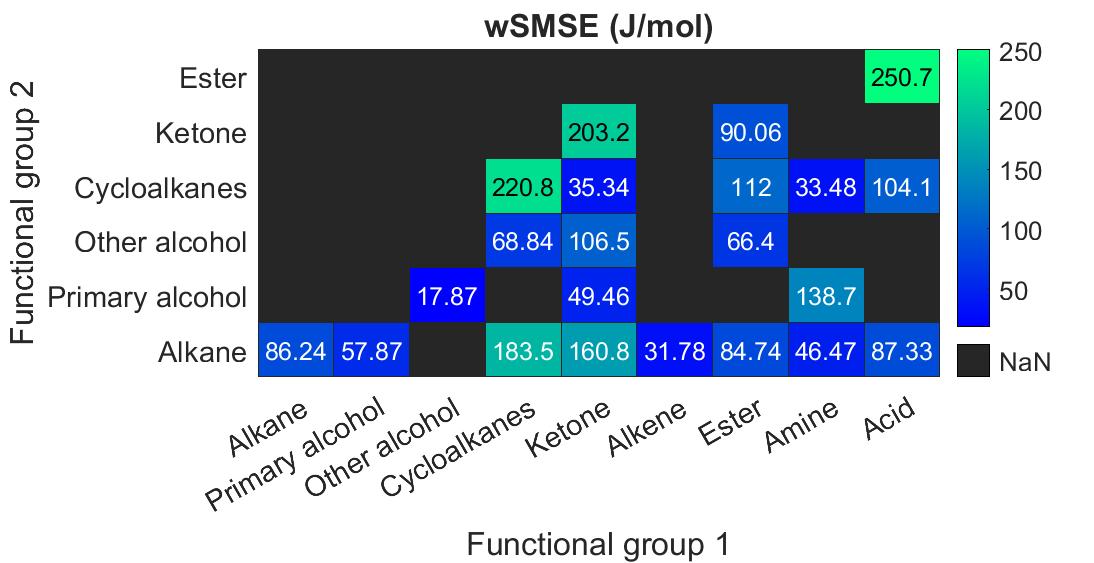 wSMSE (J/mol)
Functional group 2
Ester 250.7
Ketone 203.2 90.06
Cycloalkanes 220.8 35.34 112 33.48 104.1
Other alcohol 68.84 106.5 66.4
Primary alcohol 17.87 49.46 138.7
Alkane 86.24 57.87 183.5 160.8 31.78 84.74 46.47 87.33
Alkane
Primary alcohol
Other alcohol
Cycloalkanes
Ketone
Alkene
Ester
Amine
Acid
Functional group 1
250
200
150
100
50
NaN